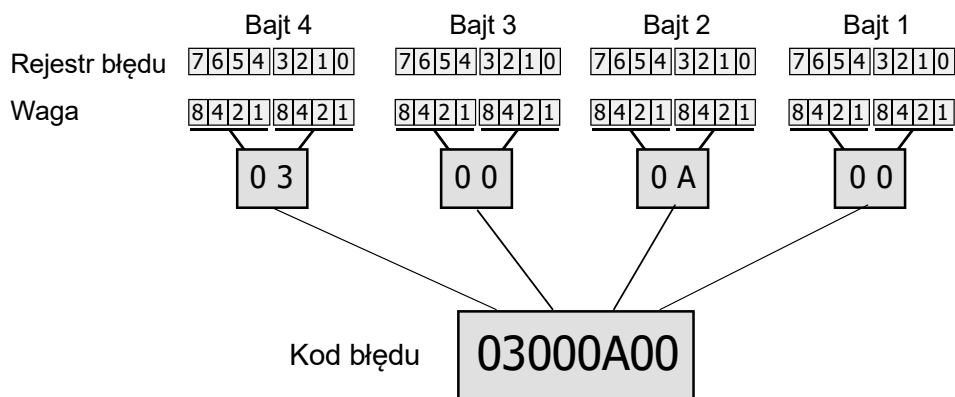 Bajt 4 Bajt 3 Bajt 2 Bajt 1
Rejestr błędu 7 6 5 4 3 2 1 0 7 6 5 4 3 2 1 0 7 6 5 4 3 2 1 0 7 6 5 4 3 2 1 0
Waga 8 4 2 1 8 4 2 1 8 4 2 1 8 4 2 1 8 4 2 1 8 4 2 1 8 4 2 1 8 4 2 1
0 3 0 0 0 A 0 0
Kod błędu 03000A00